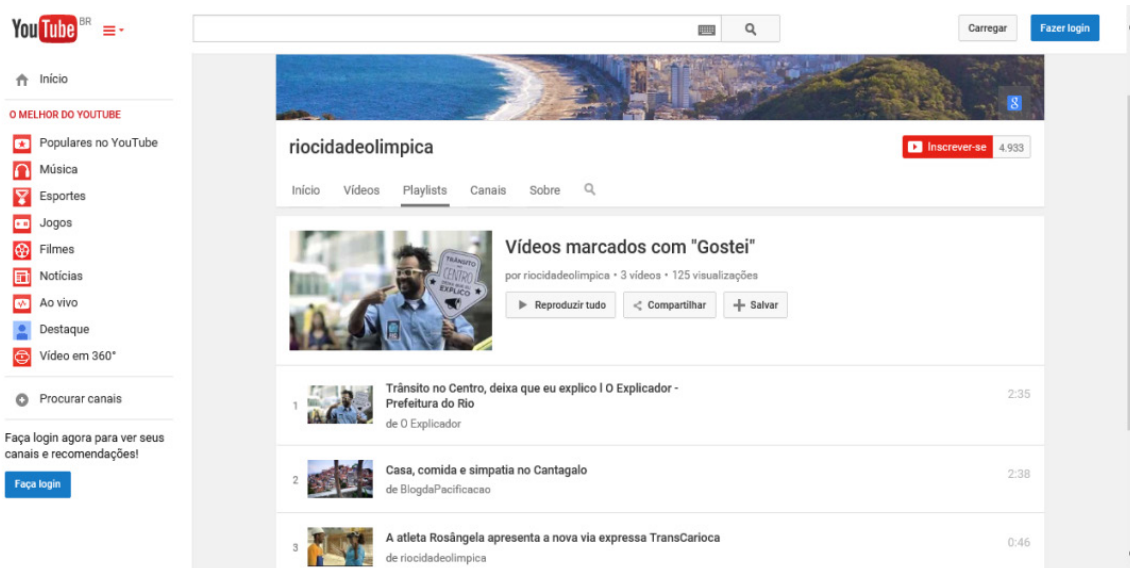 YouTube BR
Carregar
Fazer login
Início
O MELHOR DO YOUTUBE
Populares no YouTube
Música
Esportes
Jogos
Filmes
Notícias
Ao vivo
Destaque
Vídeo em 360°
Procurar canais
Faça login agora para ver seus
canais e recomendações!
Faça login
8
riocidadeolimpica
Inscrever-se 4.933
Início Vídeos Playlists Canais Sobre
TRÂNSITO
CENTRO
EXPLICO
Vídeos marcados com "Gostei"
por riocidadeolimpica • 3 vídeos • 125 visualizações
Reproduzir tudo Compartilhar Salvar
1 Trânsito no Centro, deixa que eu explico l O Explicador -
Prefeitura do Rio
de O Explicador
2:35
2 Casa, comida e simpatia no Cantagalo
de BlogdaPacificacao
2:38
3 A atleta Rosângela apresenta a nova via expressa TransCarioca
de riocidadeolimpica
0:46